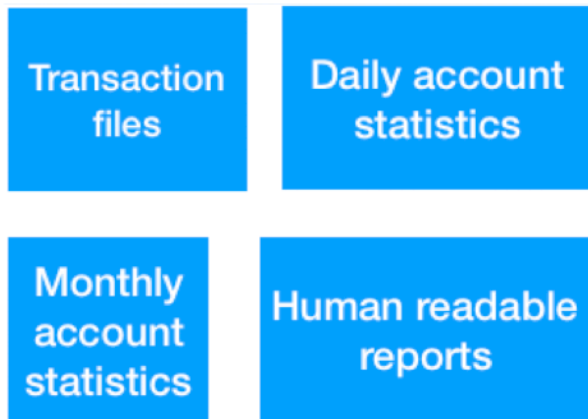 Transaction
files
Daily account
statistics
Monthly
account
statistics
Human readable
reports